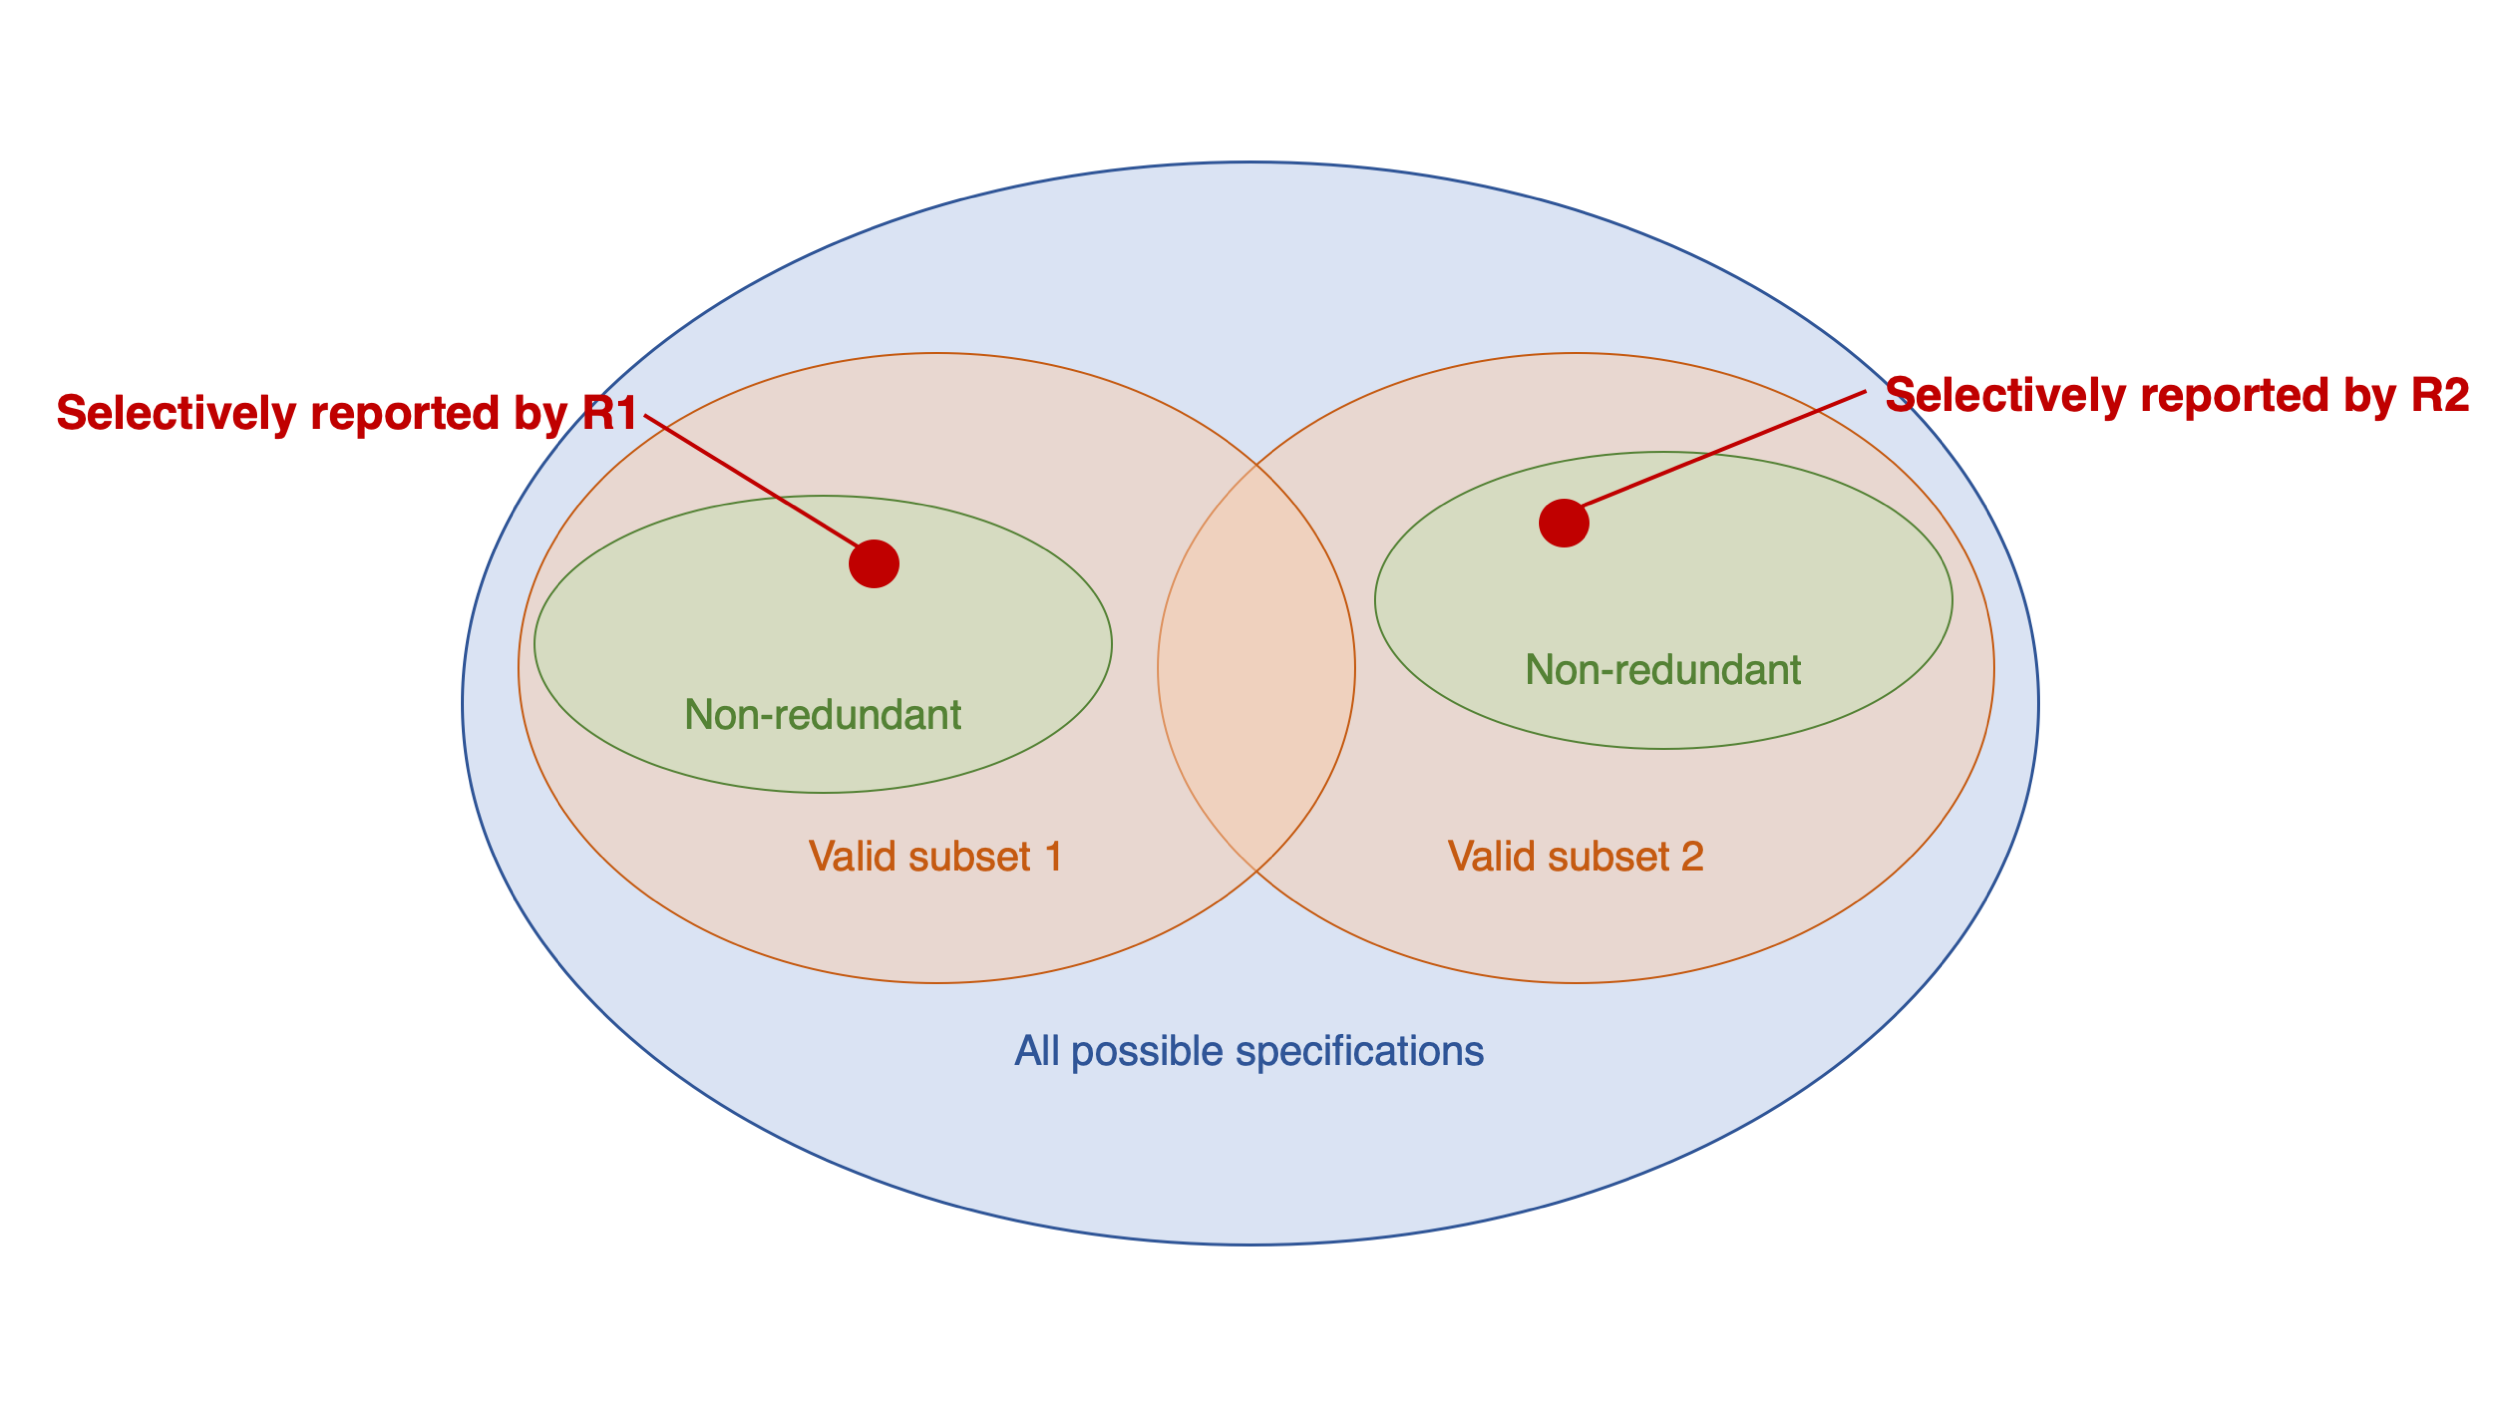 Selectively reported by R1
Selectively reported by R2
Non-redundant
Non-redundant
Valid subset 1
Valid subset 2
All possible specifications